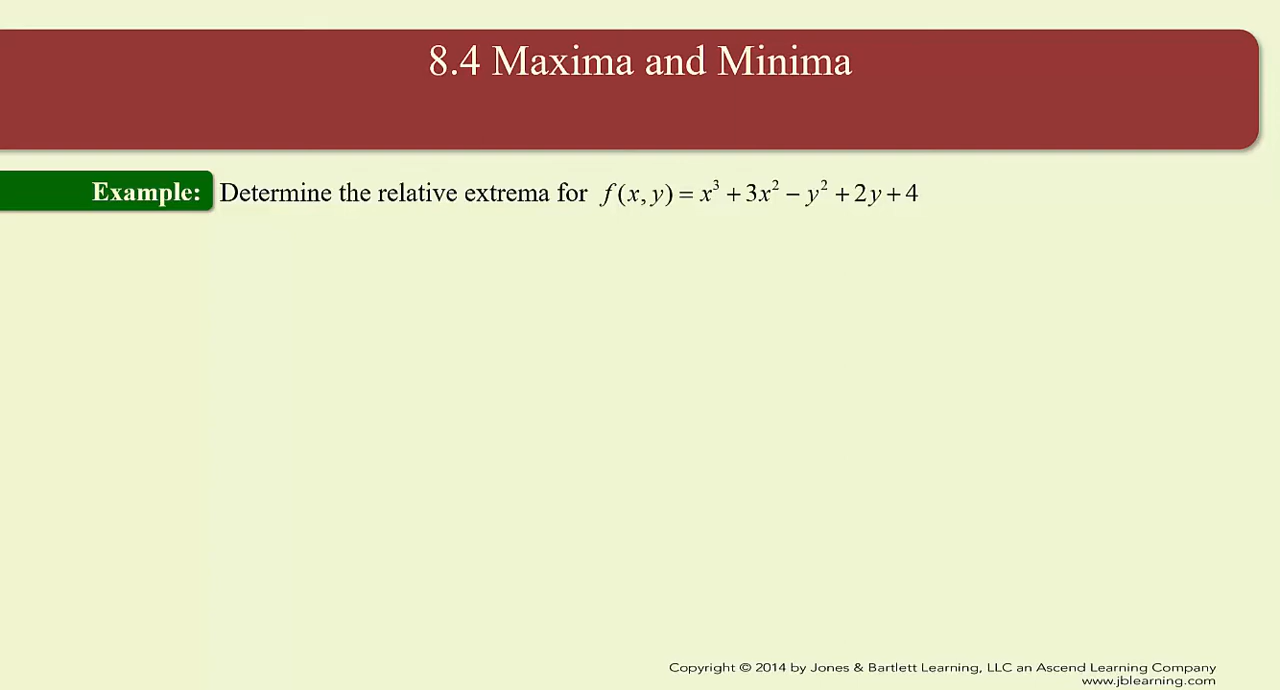 8.4 Maxima and Minima
Example: Determine the relative extrema for f(x, y) = x³ + 3x² − y² + 2y + 4
Copyright © 2014 by Jones & Bartlett Learning, LLC an Ascend Learning Company
www.jblearning.com